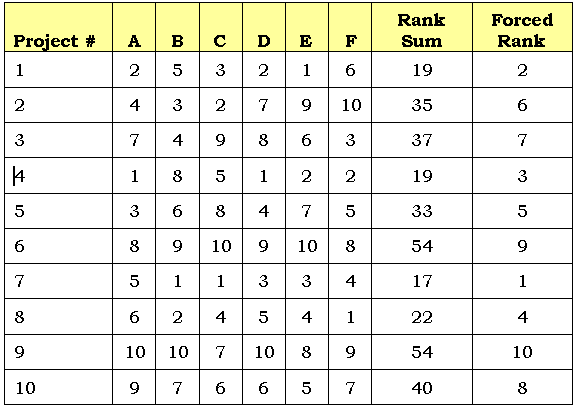 Project # A B C D E F Rank Sum Forced Rank
1 2 5 3 2 1 6 19 2
2 4 3 2 7 9 10 35 6
3 7 4 9 8 6 3 37 7
4 1 8 5 1 2 2 19 3
5 3 6 8 4 7 5 33 5
6 8 9 10 9 10 8 54 9
7 5 1 1 3 3 4 17 1
8 6 2 4 5 4 1 22 4
9 10 10 7 10 8 9 54 10
10 9 7 6 6 5 7 40 8